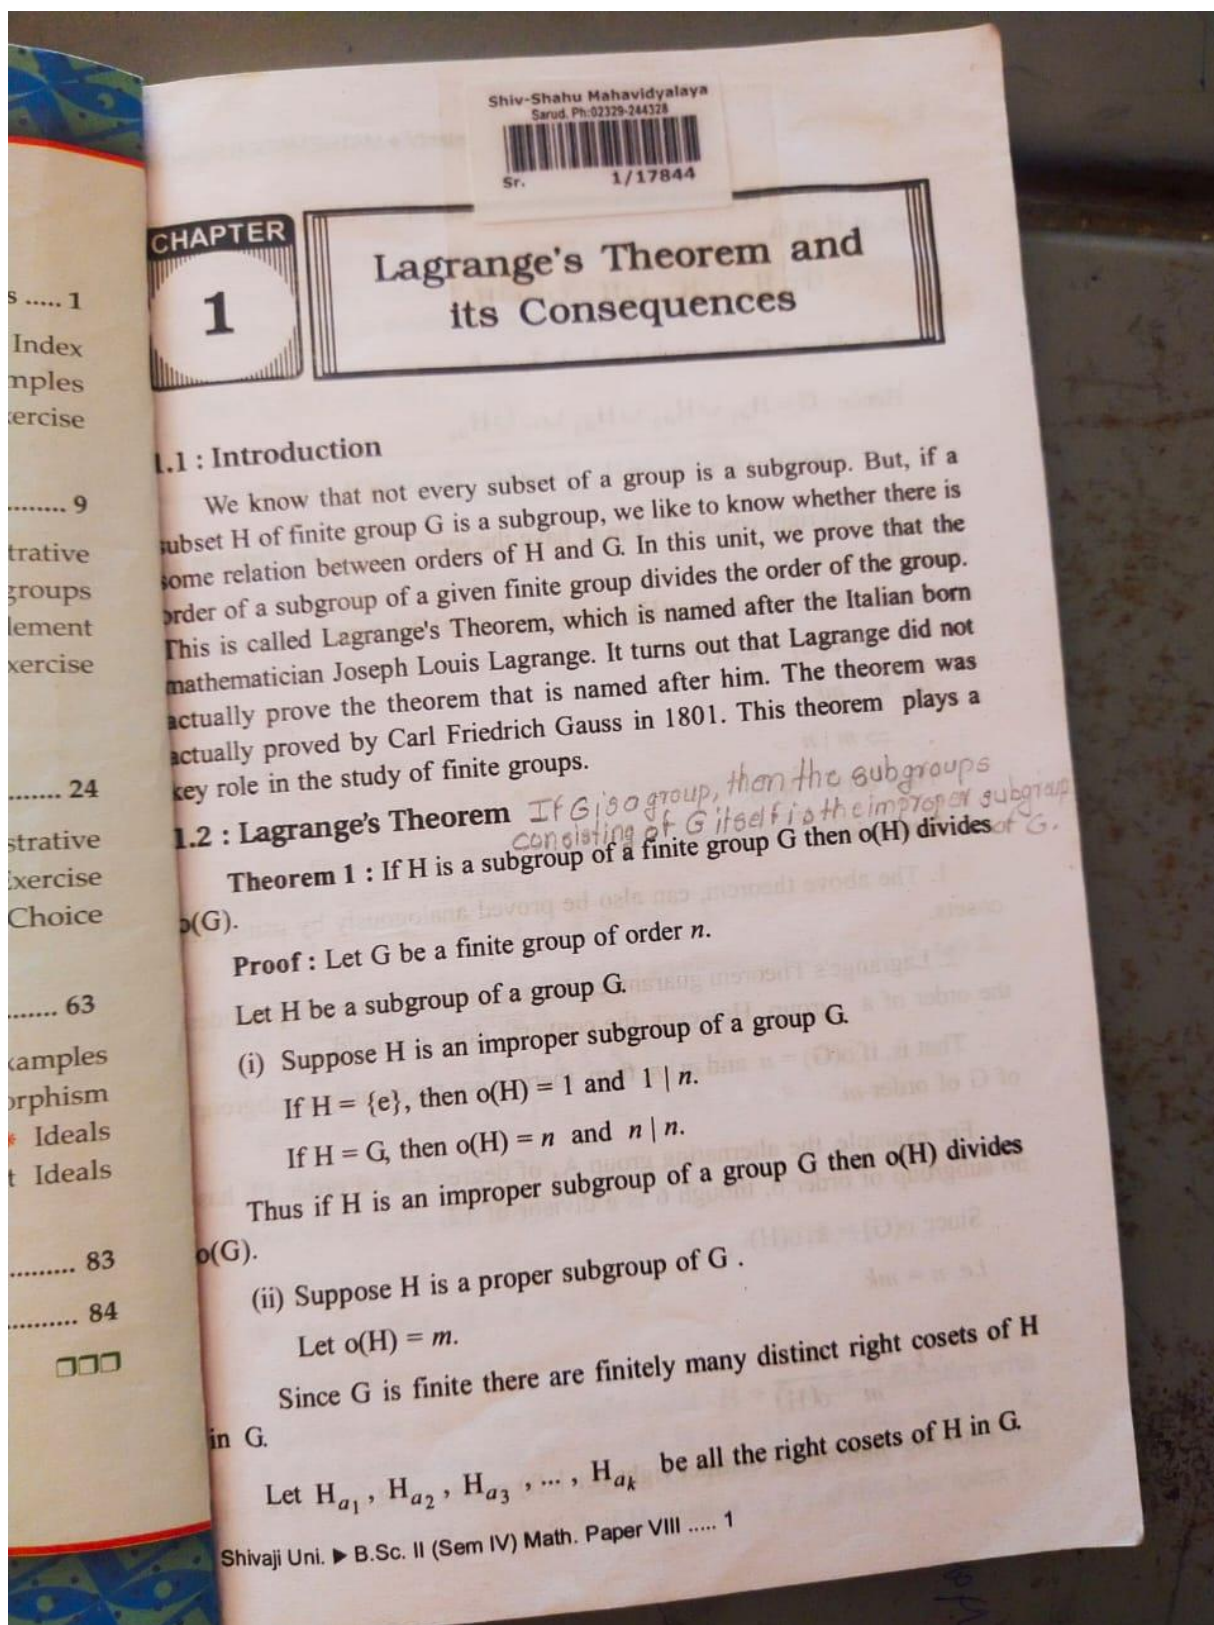 Shiv-Shahu Mahavidyalaya
Sarud. Ph:02329-244328
Sr. 1/17844
CHAPTER
1
Lagrange's Theorem and
its Consequences
s ..... 1
Index
mples
ercise
........ 9
trative
groups
lement
xercise
....... 24
strative
Exercise
Choice
....... 63
xamples
orphism
Ideals
t Ideals
......... 83
.......... 84
1.1 : Introduction
We know that not every subset of a group is a subgroup. But, if a
subset H of finite group G is a subgroup, we like to know whether there is
some relation between orders of H and G. In this unit, we prove that the
order of a subgroup of a given finite group divides the order of the group.
This is called Lagrange's Theorem, which is named after the Italian born
mathematician Joseph Louis Lagrange. It turns out that Lagrange did not
actually prove the theorem that is named after him. The theorem was
actually proved by Carl Friedrich Gauss in 1801. This theorem plays a
key role in the study of finite groups.
If G is a group, then the subgroups
consisting of G itself is the improper subgroup
of G.
1.2 : Lagrange's Theorem
Theorem 1 : If H is a subgroup of a finite group G then o(H) divides
o(G).
Proof : Let G be a finite group of order n.
Let H be a subgroup of a group G.
(i) Suppose H is an improper subgroup of a group G.
If H = {e}, then o(H) = 1 and 1 | n.
If H = G, then o(H) = n and n | n.
Thus if H is an improper subgroup of a group G then o(H) divides
o(G).
(ii) Suppose H is a proper subgroup of G .
Let o(H) = m.
Since G is finite there are finitely many distinct right cosets of H
in G.
Let H_{a_1} , H_{a_2} , H_{a_3} , ... , H_{a_k} be all the right cosets of H in G.
Shivaji Uni. ▶ B.Sc. II (Sem IV) Math. Paper VIII ..... 1